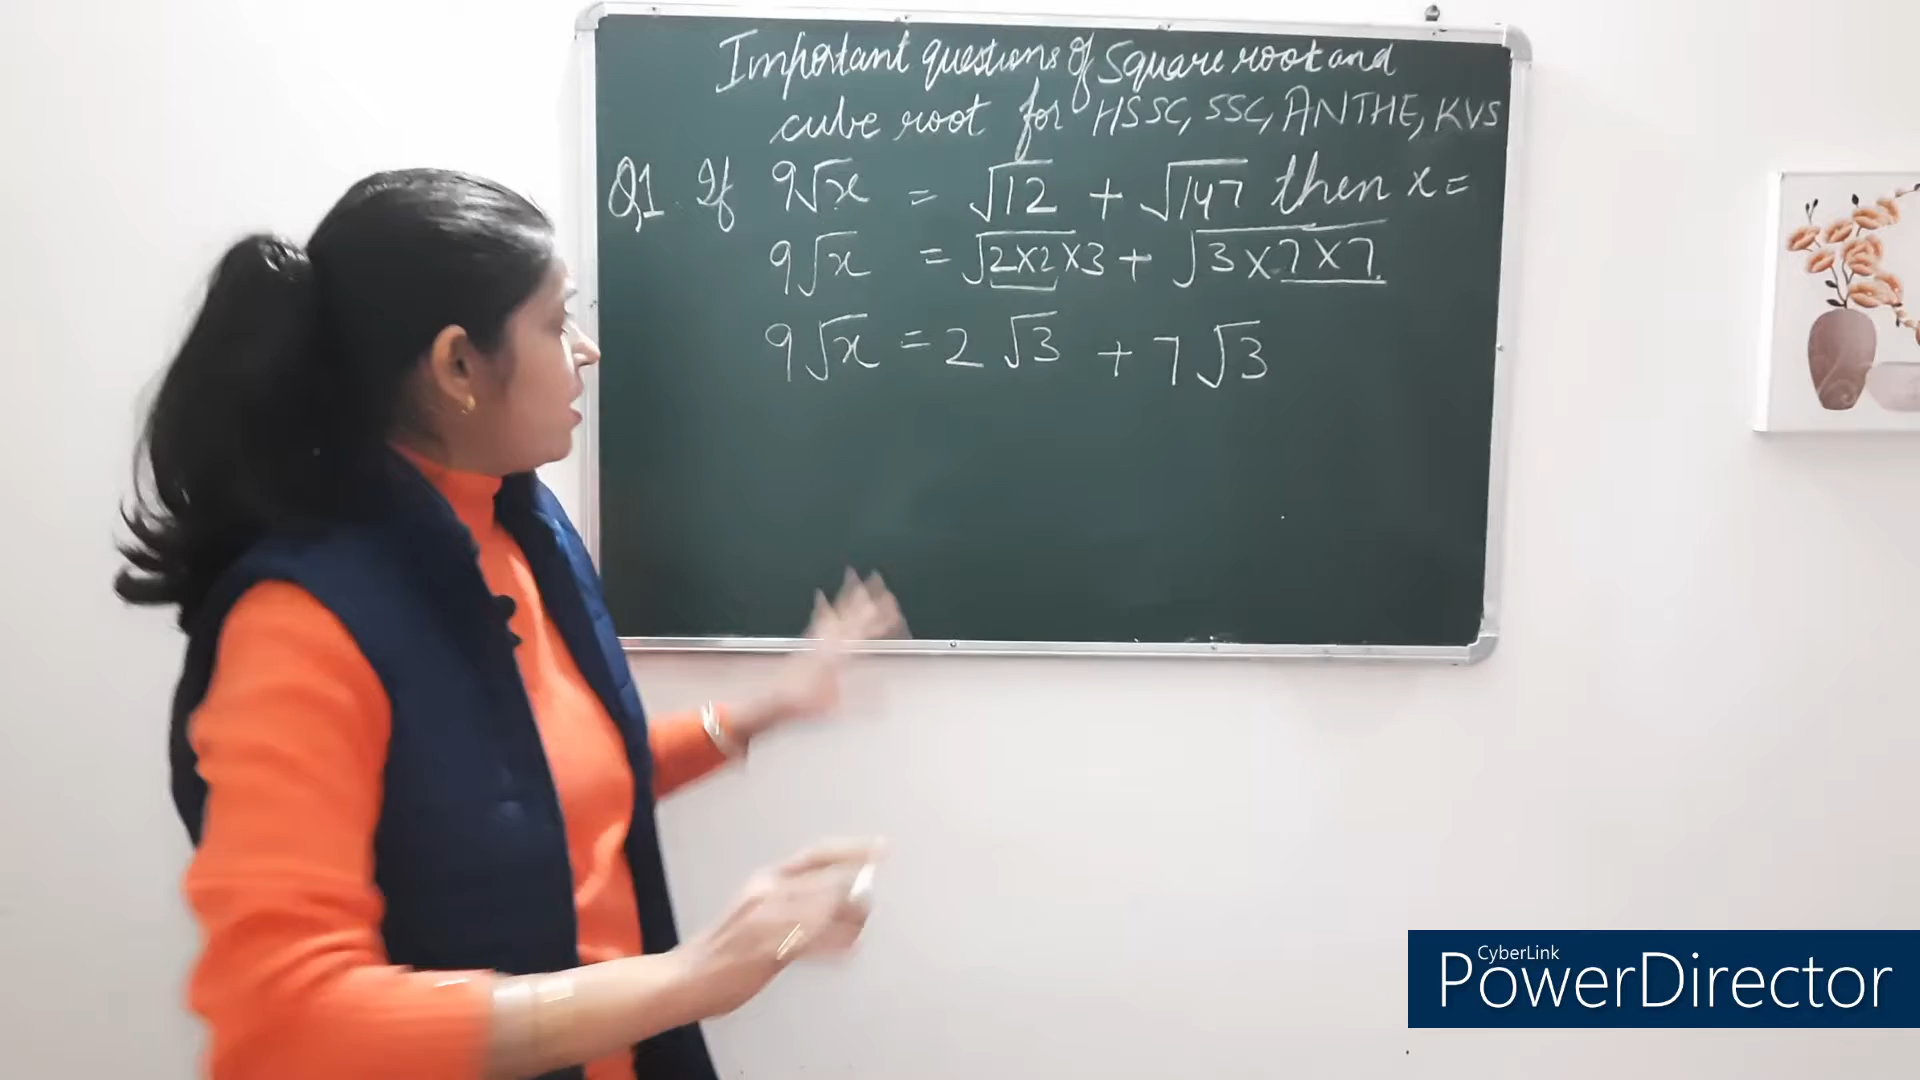 Important questions of Square root and
cube root for HSSC, SSC, ANTHE, KVS
Q1 If 9√x = √12 + √147 then x =
9√x = √2×2×3 + √3×7×7
9√x = 2√3 + 7√3
CyberLink
PowerDirector